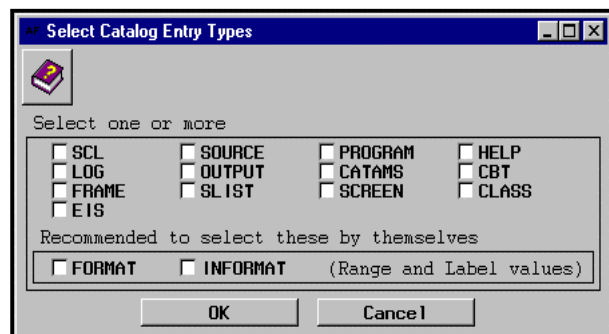 Select Catalog Entry Types
Select one or more
SCL SOURCE PROGRAM HELP
LOG OUTPUT CATAMS CBT
FRAME SLIST SCREEN CLASS
EIS
Recommended to select these by themselves
FORMAT INFORMAT (Range and Label values)
OK Cancel